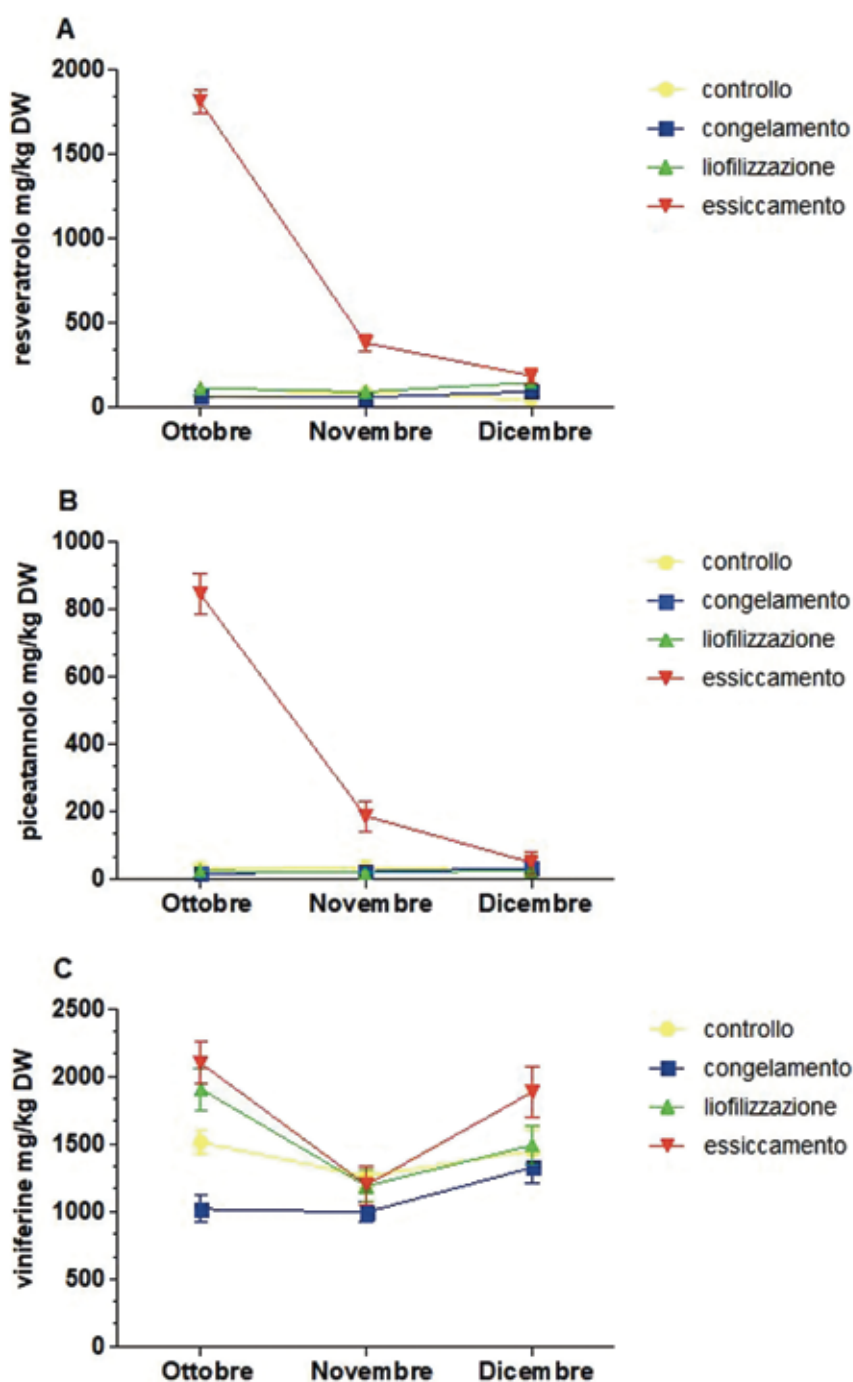 A
resveratrolo mg/kg DW
2000
1500
1000
500
0
Ottobre Novembre Dicembre
controllo
congelamento
liofilizzazione
essiccamento
B
piceatannolo mg/kg DW
1000
800
600
400
200
0
Ottobre Novembre Dicembre
controllo
congelamento
liofilizzazione
essiccamento
C
viniferine mg/kg DW
2500
2000
1500
1000
500
0
Ottobre Novembre Dicembre
controllo
congelamento
liofilizzazione
essiccamento